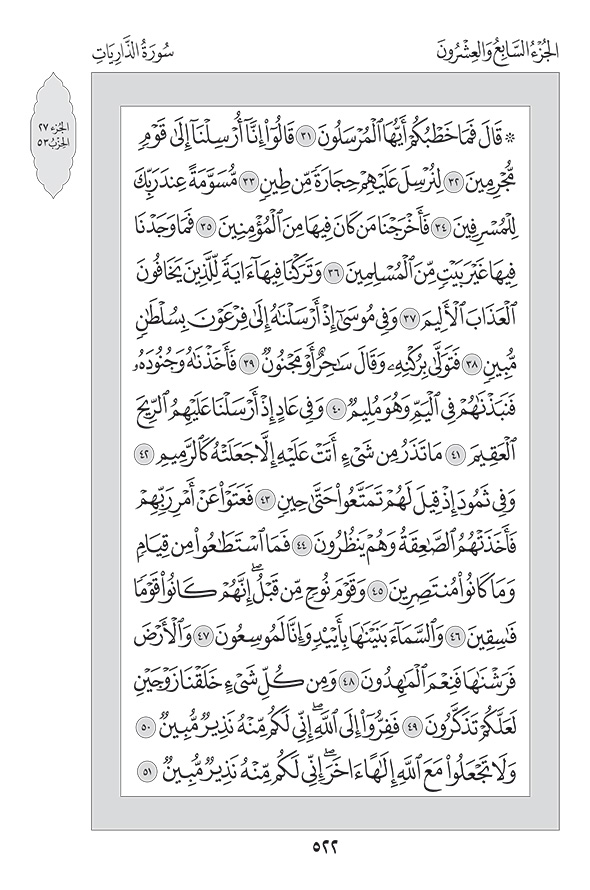 الجُزْءُ السَّابِعُ وَالعِشْرُونَ
سُورَةُ الذَّارِيَاتِ
الجُزء ٢٧
الحِزْبُ ٥٣
۞ قَالَ فَمَا خَطْبُكُمْ أَيُّهَا ٱلْمُرْسَلُونَ ٣١ قَالُوٓا۟ إِنَّآ أُرْسِلْنَآ إِلَىٰ قَوْمٍ
مُّجْرِمِينَ ٣٢ لِنُرْسِلَ عَلَيْهِمْ حِجَارَةً مِّن طِينٍ ٣٣ مُّسَوَّمَةً عِندَ رَبِّكَ
لِلْمُسْرِفِينَ ٣٤ فَأَخْرَجْنَا مَن كَانَ فِيهَا مِنَ ٱلْمُؤْمِنِينَ ٣٥ فَمَا وَجَدْنَا
فِيهَا غَيْرَ بَيْتٍ مِّنَ ٱلْمُسْلِمِينَ ٣٦ وَتَرَكْنَا فِيهَآ ءَايَةً لِّلَّذِينَ يَخَافُونَ
ٱلْعَذَابَ ٱلْأَلِيمَ ٣٧ وَفِى مُوسَىٰٓ إِذْ أَرْسَلْنَٰهُ إِلَىٰ فِرْعَوْنَ بِسُلْطَٰنٍ
مُّبِينٍ ٣٨ فَتَوَلَّىٰ بِرُكْنِهِۦ وَقَالَ سَٰحِرٌ أَوْ مَجْنُونٌ ٣٩ فَأَخَذْنَٰهُ وَجُنُودَهُۥ
فَنَبَذْنَٰهُمْ فِى ٱلْيَمِّ وَهُوَ مُلِيمٌ ٤٠ وَفِى عَادٍ إِذْ أَرْسَلْنَا عَلَيْهِمُ ٱلرِّيحَ
ٱلْعَقِيمَ ٤١ مَا تَذَرُ مِن شَىْءٍ أَتَتْ عَلَيْهِ إِلَّا جَعَلَتْهُ كَٱلرَّمِيمِ ٤٢
وَفِى ثَمُودَ إِذْ قِيلَ لَهُمْ تَمَتَّعُوا۟ حَتَّىٰ حِينٍ ٤٣ فَعَتَوْا۟ عَنْ أَمْرِ رَبِّهِمْ
فَأَخَذَتْهُمُ ٱلصَّٰعِقَةُ وَهُمْ يَنظُرُونَ ٤٤ فَمَا ٱسْتَطَٰعُوا۟ مِن قِيَامٍ
وَمَا كَانُوا۟ مُنتَصِرِينَ ٤٥ وَقَوْمَ نُوحٍ مِّن قَبْلُ ۖ إِنَّهُمْ كَانُوا۟ قَوْمًا
فَٰسِقِينَ ٤٦ وَٱلسَّمَآءَ بَنَيْنَٰهَا بِأَيْي۟دٍ وَإِنَّا لَمُوسِعُونَ ٤٧ وَٱلْأَرْضَ
فَرَشْنَٰهَا فَنِعْمَ ٱلْمَٰهِدُونَ ٤٨ وَمِن كُلِّ شَىْءٍ خَلَقْنَا زَوْجَيْنِ
لَعَلَّكُمْ تَذَكَّرُونَ ٤٩ فَفِرُّوٓا۟ إِلَى ٱللَّهِ ۖ إِنِّى لَكُم مِّنْهُ نَذِيرٌ مُّبِينٌ ٥٠
وَلَا تَجْعَلُوا۟ مَعَ ٱللَّهِ إِلَٰهًا ءَاخَرَ ۖ إِنِّى لَكُم مِّنْهُ نَذِيرٌ مُّبِينٌ ٥١
٥٢٢